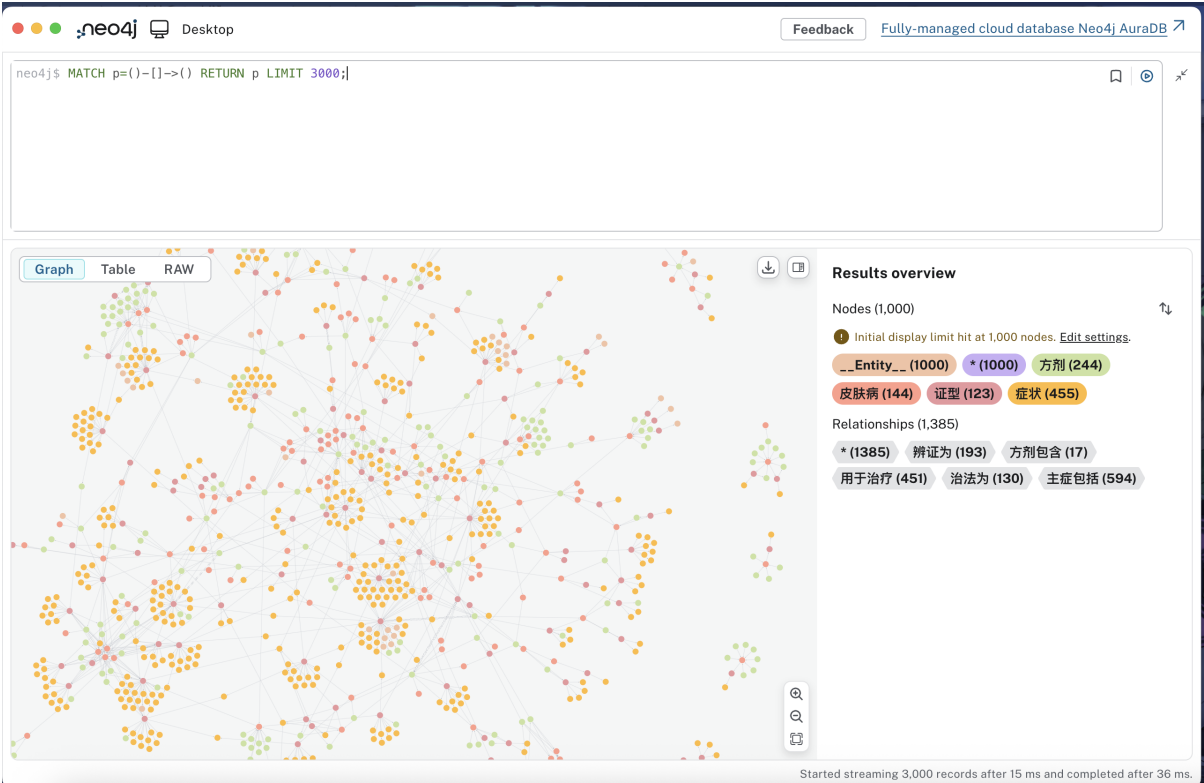 neo4j Desktop
Feedback
Fully-managed cloud database Neo4j AuraDB
neo4j$ MATCH p=()-[]->() RETURN p LIMIT 3000;
Graph Table RAW
Results overview
Nodes (1,000)
Initial display limit hit at 1,000 nodes. Edit settings.
__Entity__ (1000) * (1000) 方剂 (244)
皮肤病 (144) 证型 (123) 症状 (455)
Relationships (1,385)
* (1385) 辨证为 (193) 方剂包含 (17)
用于治疗 (451) 治法为 (130) 主症包括 (594)
Started streaming 3,000 records after 15 ms and completed after 36 ms.